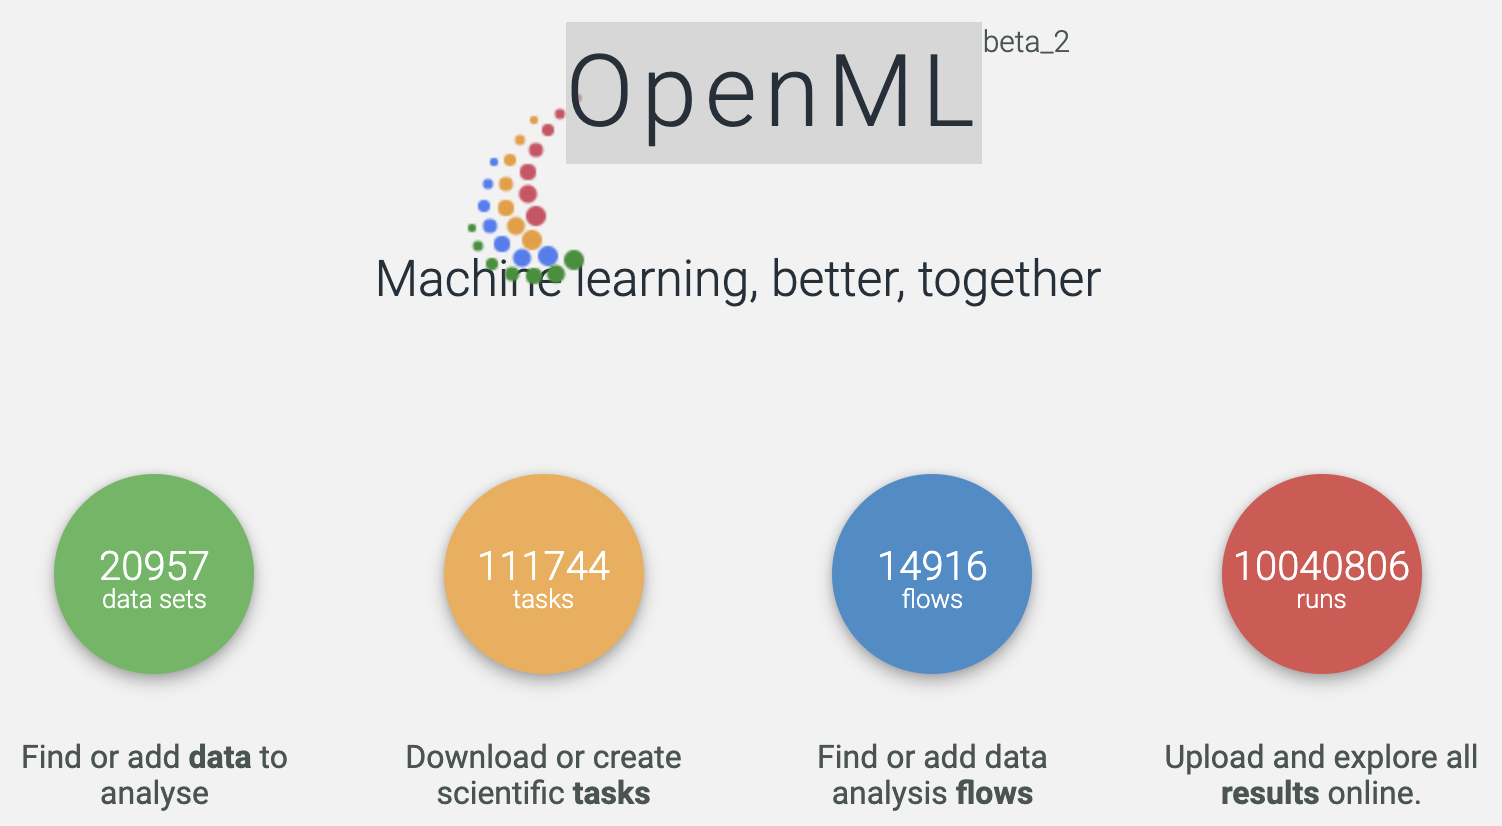 OpenML beta_2
Machine learning, better, together
20957
data sets
111744
tasks
14916
flows
10040806
runs
Find or add data to
analyse
Download or create
scientific tasks
Find or add data
analysis flows
Upload and explore all
results online.